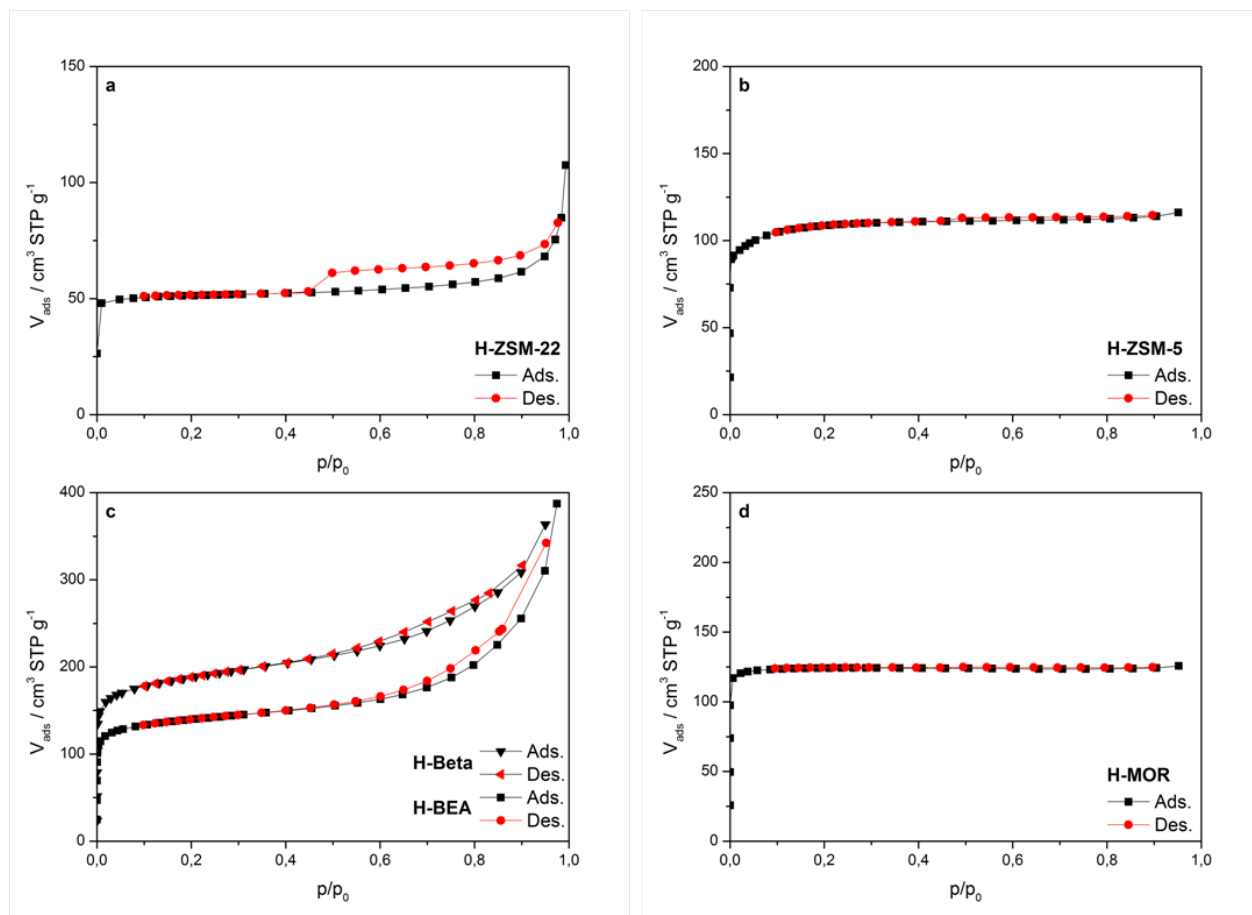 a
150
100
50
0
V_ads / cm³ STP g⁻¹
0,0 0,2 0,4 0,6 0,8 1,0
p/p₀
H-ZSM-22
Ads.
Des.
b
200
150
100
50
0
V_ads / cm³ STP g⁻¹
0,0 0,2 0,4 0,6 0,8 1,0
p/p₀
H-ZSM-5
Ads.
Des.
c
400
300
200
100
0
V_ads / cm³ STP g⁻¹
0,0 0,2 0,4 0,6 0,8 1,0
p/p₀
H-Beta
Ads.
Des.
H-BEA
Ads.
Des.
d
250
200
150
100
50
0
V_ads / cm³ STP g⁻¹
0,0 0,2 0,4 0,6 0,8 1,0
p/p₀
H-MOR
Ads.
Des.